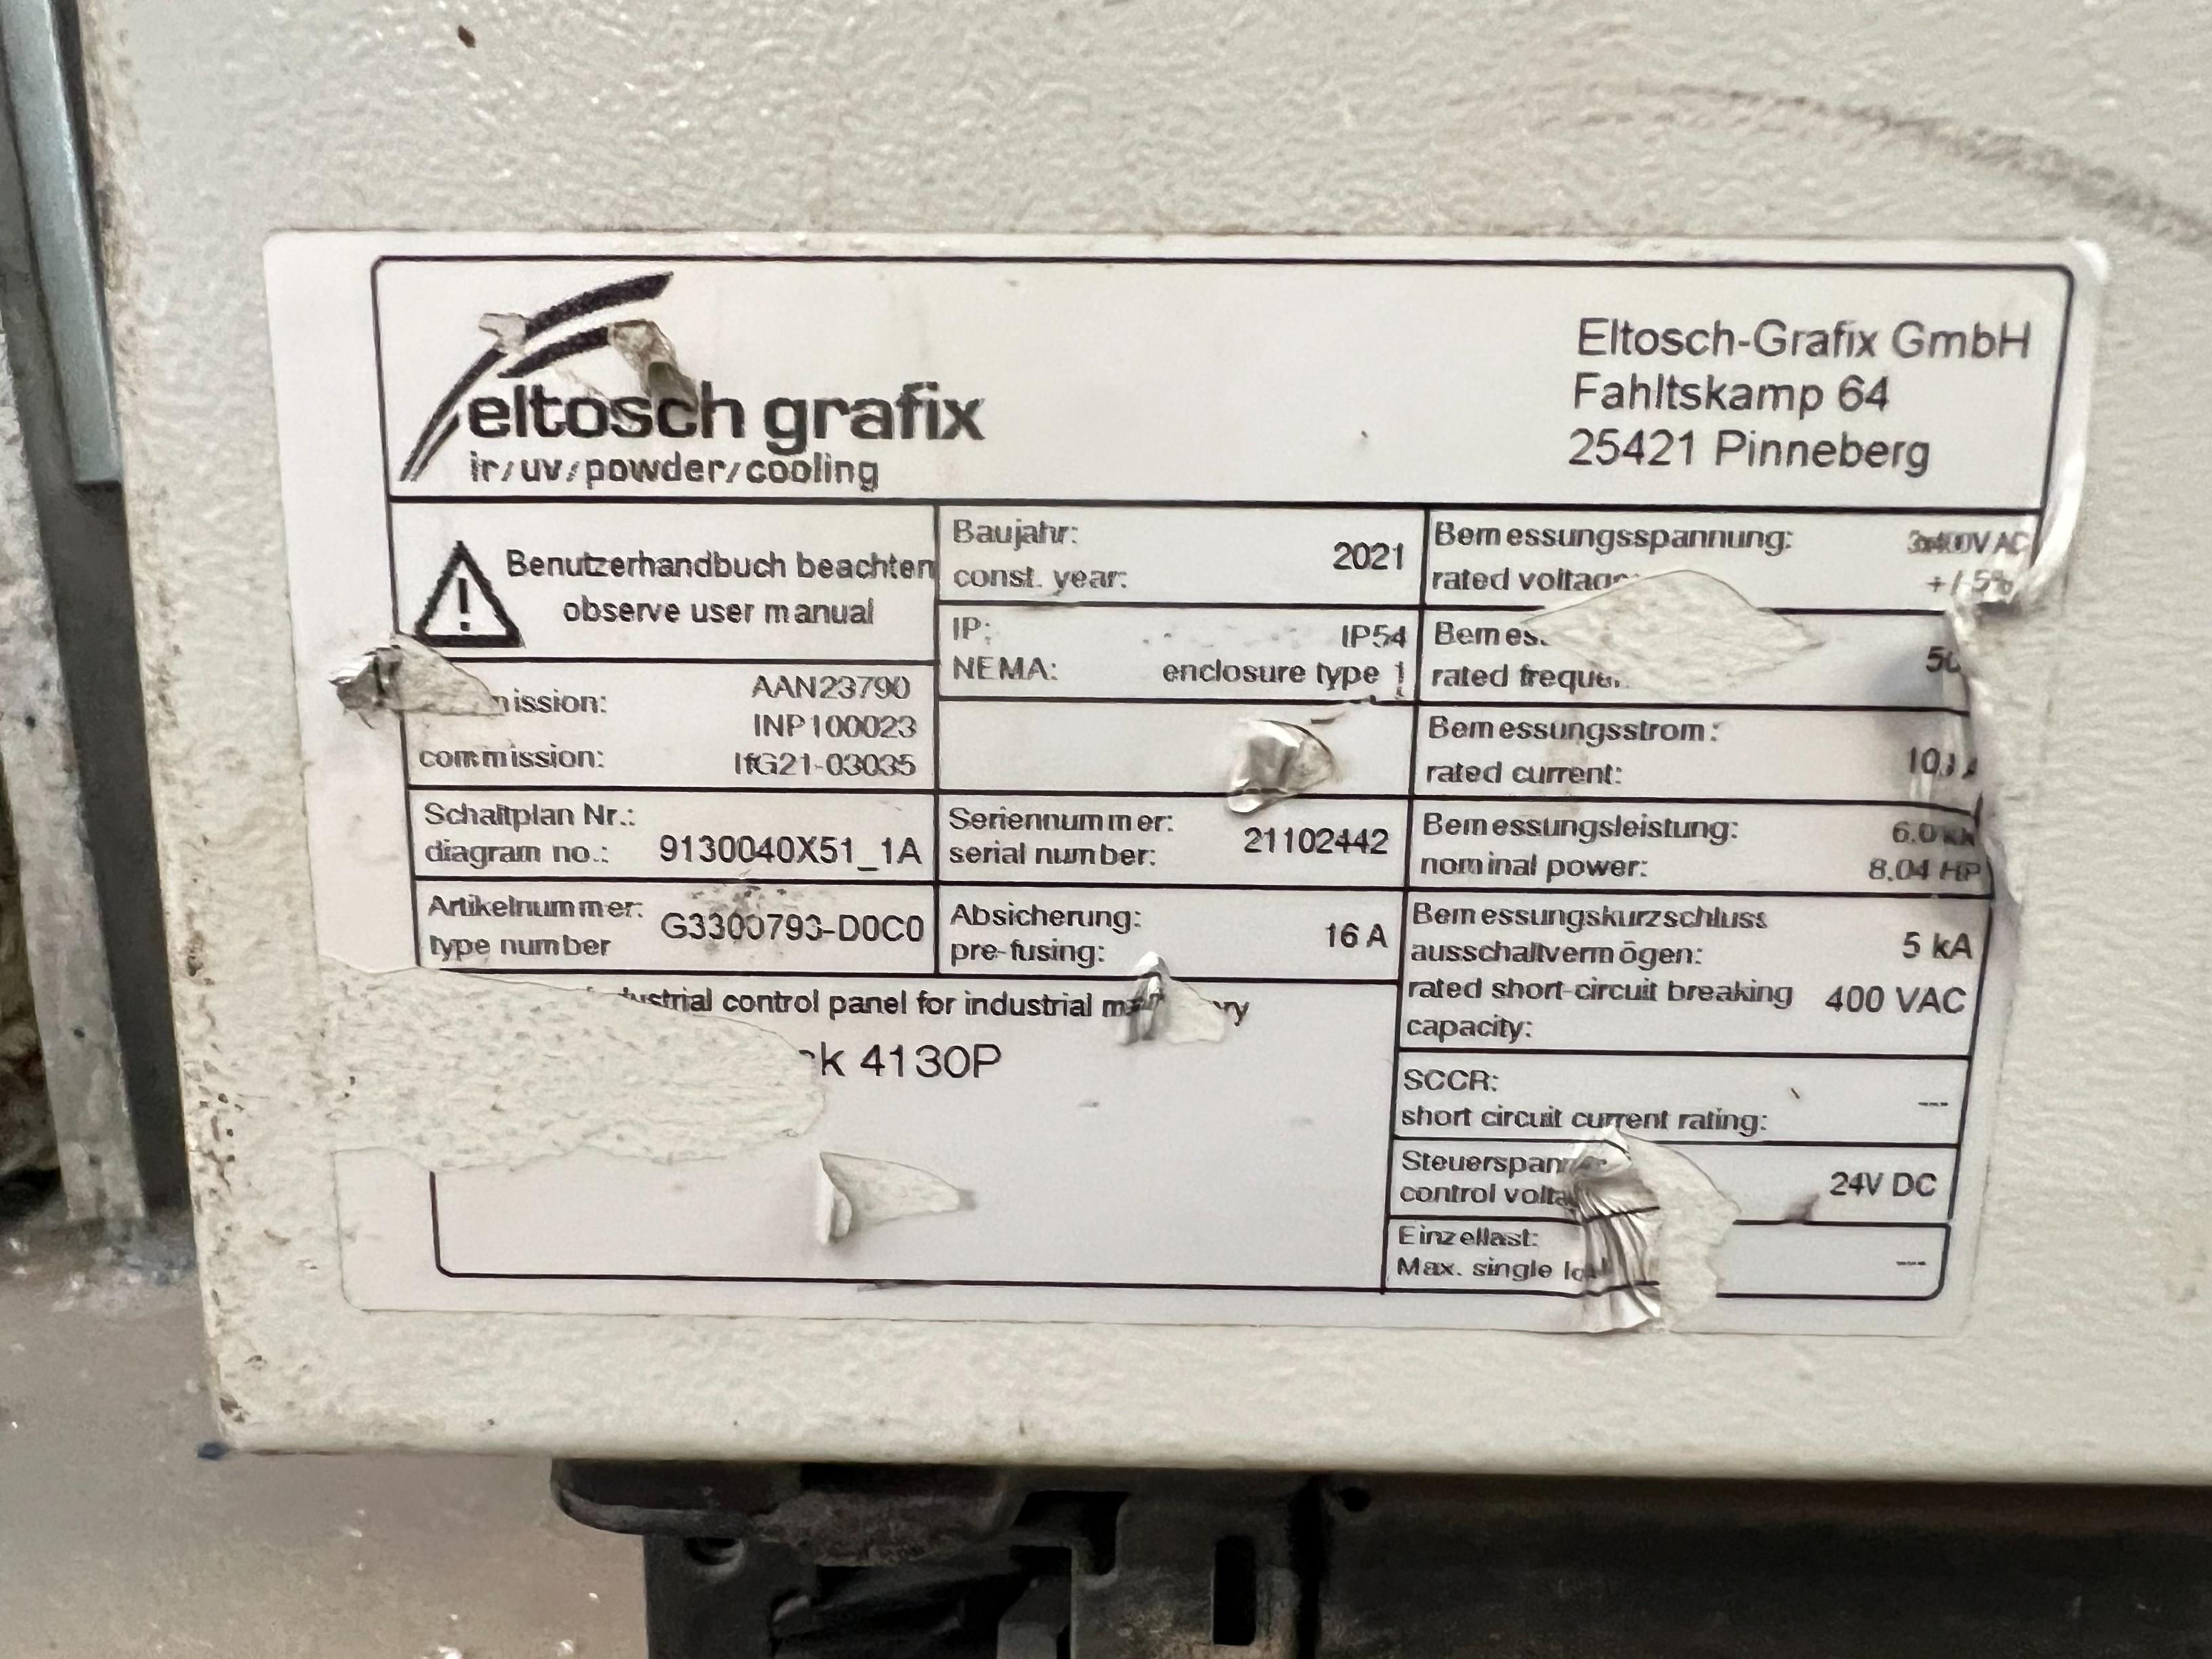 eltosch grafix
ir/uv/powder/cooling
Eltosch-Grafix GmbH
Fahltskamp 64
25421 Pinneberg
Benutzerhandbuch beachten
observe user manual
AAN23790
INP100023
commission: IfG21-03035
Schaltplan Nr.:
diagram no.: 9130040X51_1A
Artikelnummer:
type number G3300793-D0C0
Baujahr:
const. year: 2021
IP: IP54
NEMA: enclosure type 1
Seriennummer:
serial number: 21102442
Absicherung:
pre-fusing: 16 A
control panel for industrial
4130P
Bemessungsspannung: 3x400V AC
rated
rated
Bemessungsstrom:
rated current:
Bemessungsleistung:
nominal power: 8.04 HP
Bemessungskurzschluss
ausschaltvermögen: 5 kA
rated short-circuit breaking 400 VAC
capacity:
SCCR: ---
short circuit current rating:
control 24V DC
Einzellast: ---
Max. single